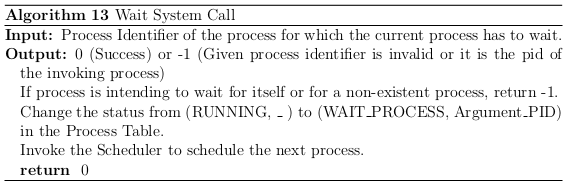 Algorithm 13 Wait System Call
Input: Process Identifier of the process for which the current process has to wait.
Output: 0 (Success) or -1 (Given process identifier is invalid or it is the pid of
the invoking process)
If process is intending to wait for itself or for a non-existent process, return -1.
Change the status from (RUNNING, _ ) to (WAIT_PROCESS, Argument_PID)
in the Process Table.
Invoke the Scheduler to schedule the next process.
return 0